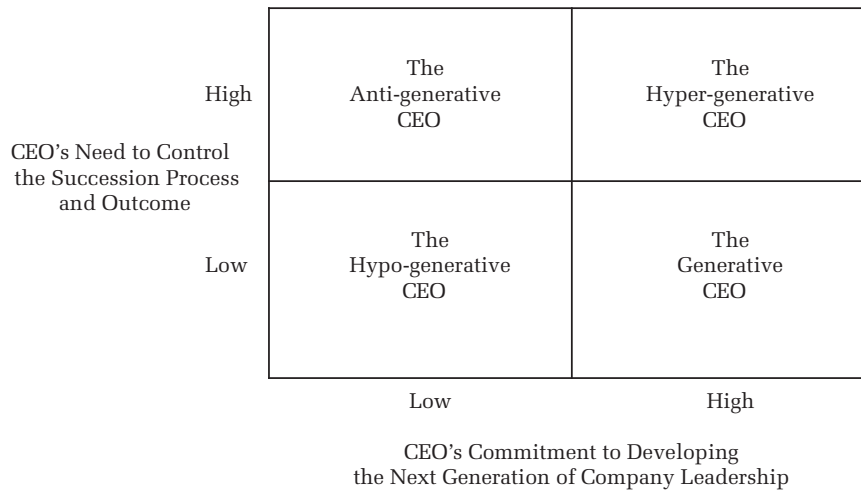 The
Anti-generative
CEO
The
Hyper-generative
CEO
High
CEO’s Need to Control
the Succession Process
and Outcome
The
Hypo-generative
CEO
The
Generative
CEO
Low
Low
High
CEO’s Commitment to Developing
the Next Generation of Company Leadership